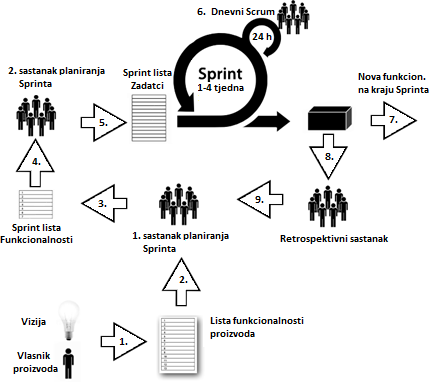 6. Dnevni Scrum
24 h
Sprint
1-4 tjedna
2. sastanak planiranja
Sprinta
Sprint lista
Zadatci
5.
Nova funkcion.
na kraju Sprinta
7.
4.
8.
3.
9.
Sprint lista
Funkcionalnosti
1. sastanak planiranja
Sprinta
Retrospektivni sastanak
2.
Vizija
1.
Vlasnik
proizvoda
Lista funkcionalnosti
proizvoda